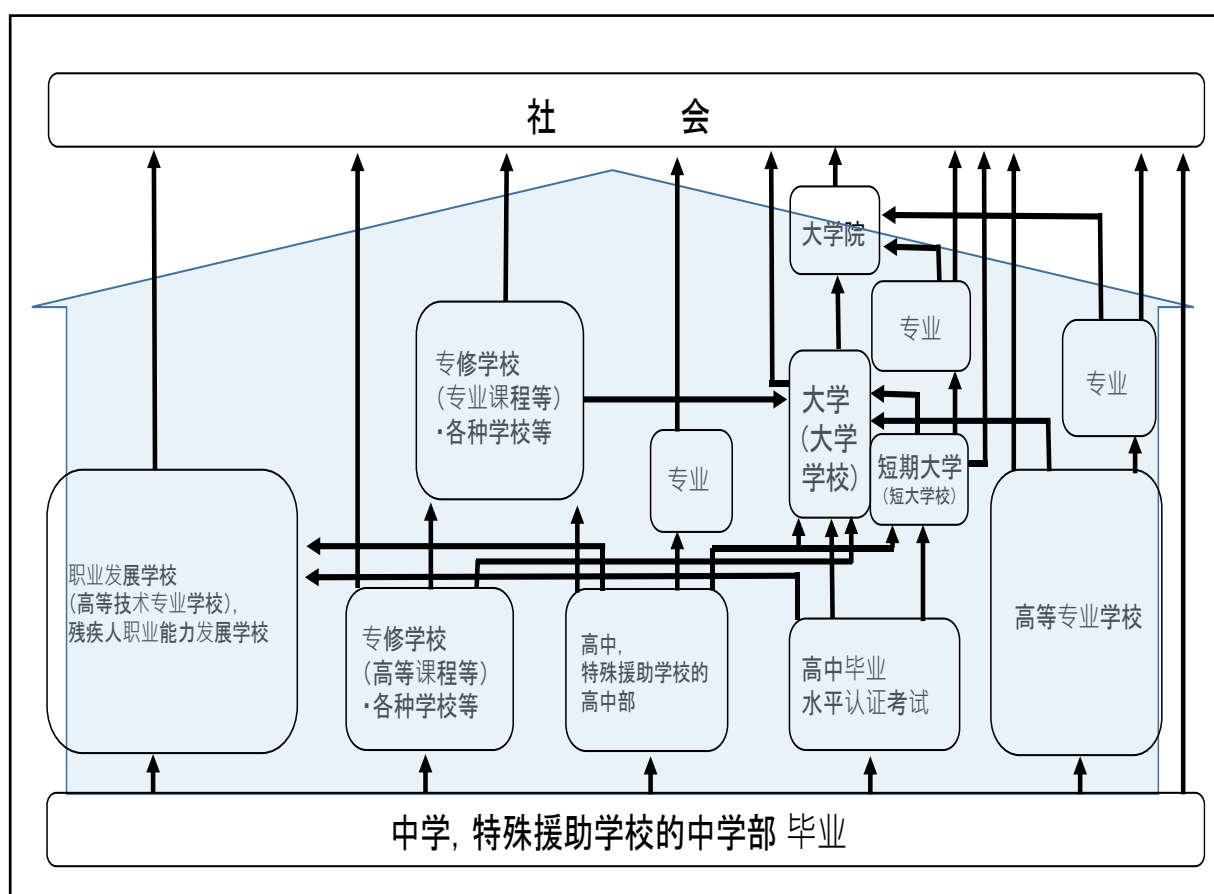 社 会
大学院
专业
专业
专修学校
(专业课程等)
·各种学校等
大学
(大学
学校)
专业
短期大学
(短大学校)
职业发展学校
(高等技术专业学校),
残疾人职业能力发展学校
专修学校
(高等课程等)
·各种学校等
高中,
特殊援助学校的
高中部
高中毕业
水平认证考试
高等专业学校
中学, 特殊援助学校的中学部 毕业